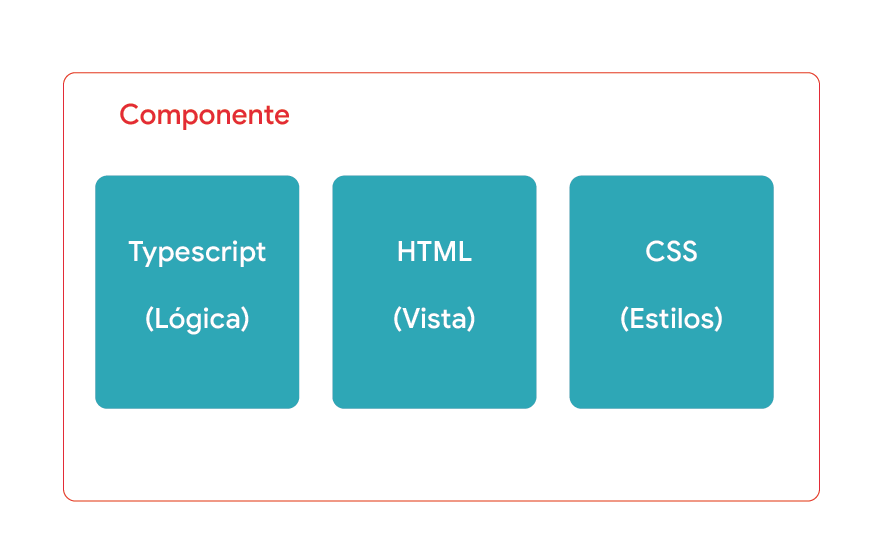 Componente
Typescript
(Lógica)
HTML
(Vista)
CSS
(Estilos)